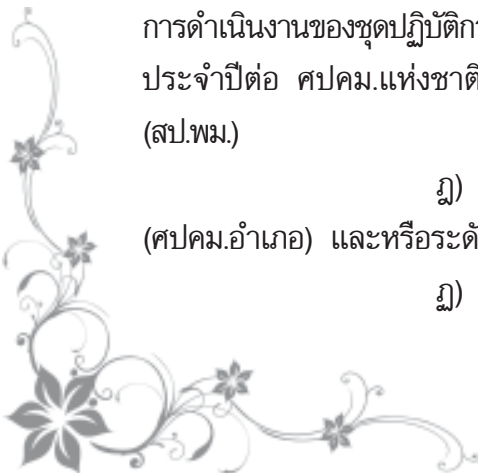 การดำเนินงานของชุดปฏิบัติกา
ประจำปีต่อ ศปคม.แห่งชาติ
(สป.พม.)
ฎ)
(ศปคม.อำเภอ) และหรือระดั
ฏ)